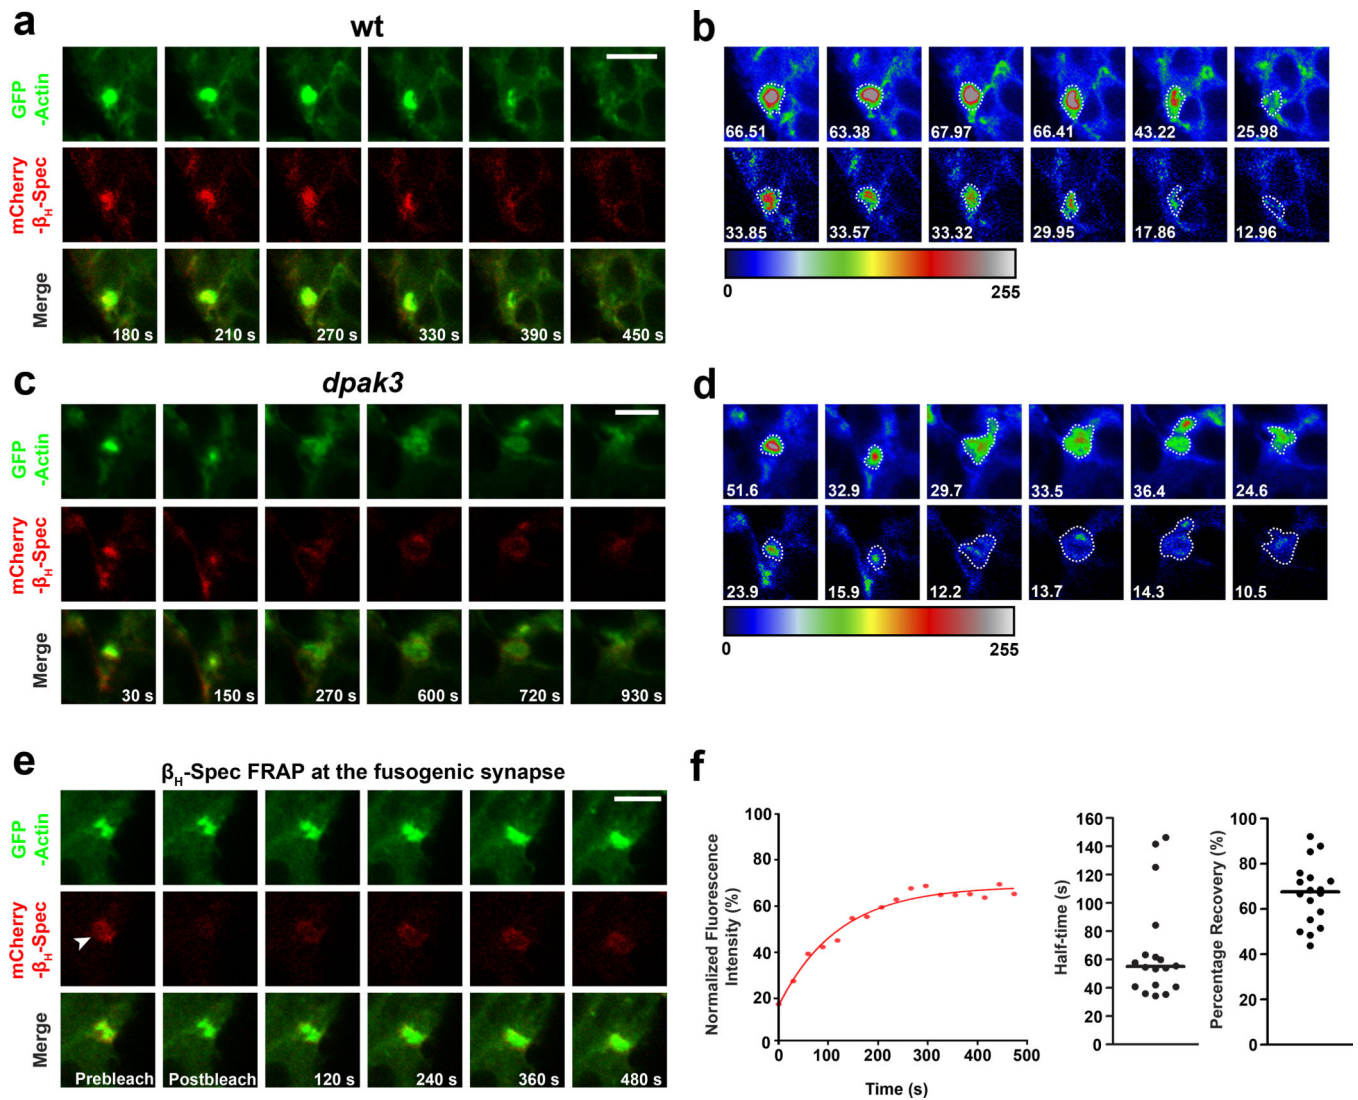 a
wt
GFP
-Actin
mCherry
-βH-Spec
Merge
180 s
210 s
270 s
330 s
390 s
450 s
b
66.51
63.38
67.97
66.41
43.22
25.98
33.85
33.57
33.32
29.95
17.86
12.96
0
255
c
dpak3
GFP
-Actin
mCherry
-βH-Spec
Merge
30 s
150 s
270 s
600 s
720 s
930 s
d
51.6
32.9
29.7
33.5
36.4
24.6
23.9
15.9
12.2
13.7
14.3
10.5
0
255
e
βH-Spec FRAP at the fusogenic synapse
GFP
-Actin
mCherry
-βH-Spec
Merge
Prebleach
Postbleach
120 s
240 s
360 s
480 s
f
Normalized Fluorescence
Intensity (%)
100
80
60
40
20
0
0
100
200
300
400
500
Time (s)
Half-time (s)
160
140
120
100
80
60
40
20
0
Percentage Recovery (%)
100
80
60
40
20
0